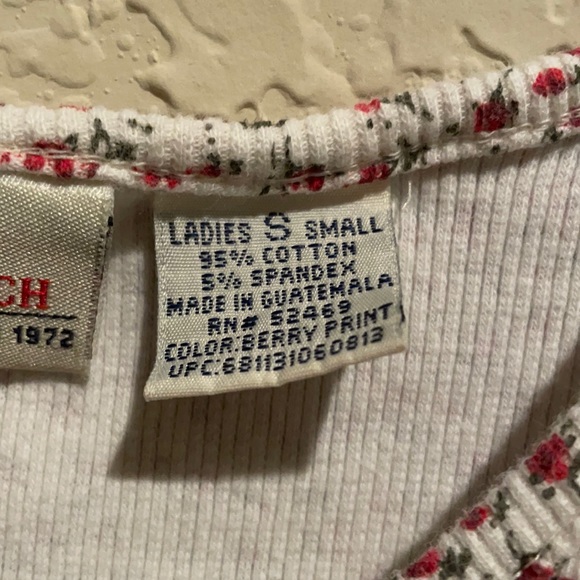 CH
1972
LADIES S SMALL
95% COTTON
5% SPANDEX
MADE IN GUATEMALA
RN# 52469
COLOR:BERRY PRINT
UPC:681131060813